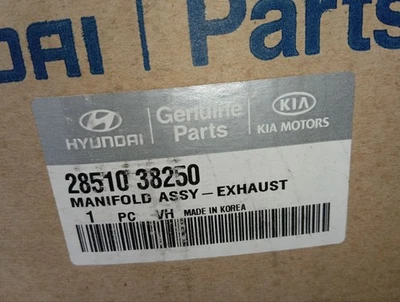 DAI | Parts
HYUNDAI | Genuine Parts | KIA KIA MOTORS
28510 38250
MANIFOLD ASSY-EXHAUST
1 PC VH MADE IN KOREA